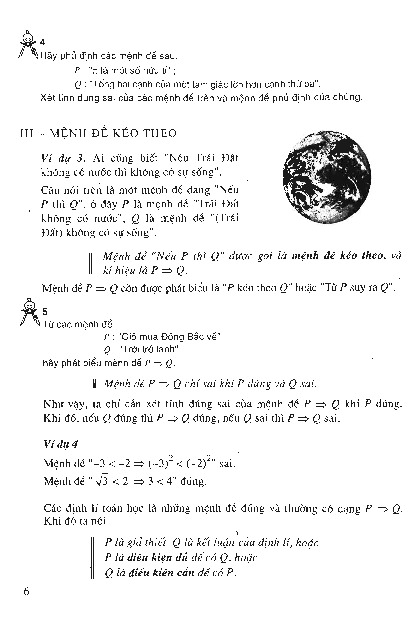 4
Hãy phủ định các mệnh đề sau.
P : "π là một số hữu tỉ" ;
Q : "Tổng hai cạnh của một tam giác lớn hơn cạnh thứ ba".
Xét tính đúng sai của các mệnh đề trên và mệnh đề phủ định của chúng.
III - MỆNH ĐỀ KÉO THEO
Ví dụ 3. Ai cũng biết "Nếu Trái Đất
không có nước thì không có sự sống".
Câu nói trên là một mệnh đề dạng "Nếu
P thì Q", ở đây P là mệnh đề "Trái Đất
không có nước", Q là mệnh đề "(Trái
Đất) không có sự sống".
Mệnh đề "Nếu P thì Q" được gọi là mệnh đề kéo theo, và
kí hiệu là P ⇒ Q.
Mệnh đề P ⇒ Q còn được phát biểu là "P kéo theo Q" hoặc "Từ P suy ra Q".
5
Từ các mệnh đề
P : "Gió mùa Đông Bắc về"
Q : "Trời trở lạnh"
hãy phát biểu mệnh đề P ⇒ Q.
Mệnh đề P ⇒ Q chỉ sai khi P đúng và Q sai.
Như vậy, ta chỉ cần xét tính đúng sai của mệnh đề P ⇒ Q khi P đúng.
Khi đó, nếu Q đúng thì P ⇒ Q đúng, nếu Q sai thì P ⇒ Q sai.
Ví dụ 4
Mệnh đề "−3 < −2 ⇒ (−3)² < (−2)²" sai.
Mệnh đề "√3 < 2 ⇒ 3 < 4" đúng.
Các định lí toán học là những mệnh đề đúng và thường có dạng P ⇒ Q.
Khi đó ta nói
P là giả thiết, Q là kết luận của định lí, hoặc
P là điều kiện đủ để có Q, hoặc
Q là điều kiện cần để có P.
6